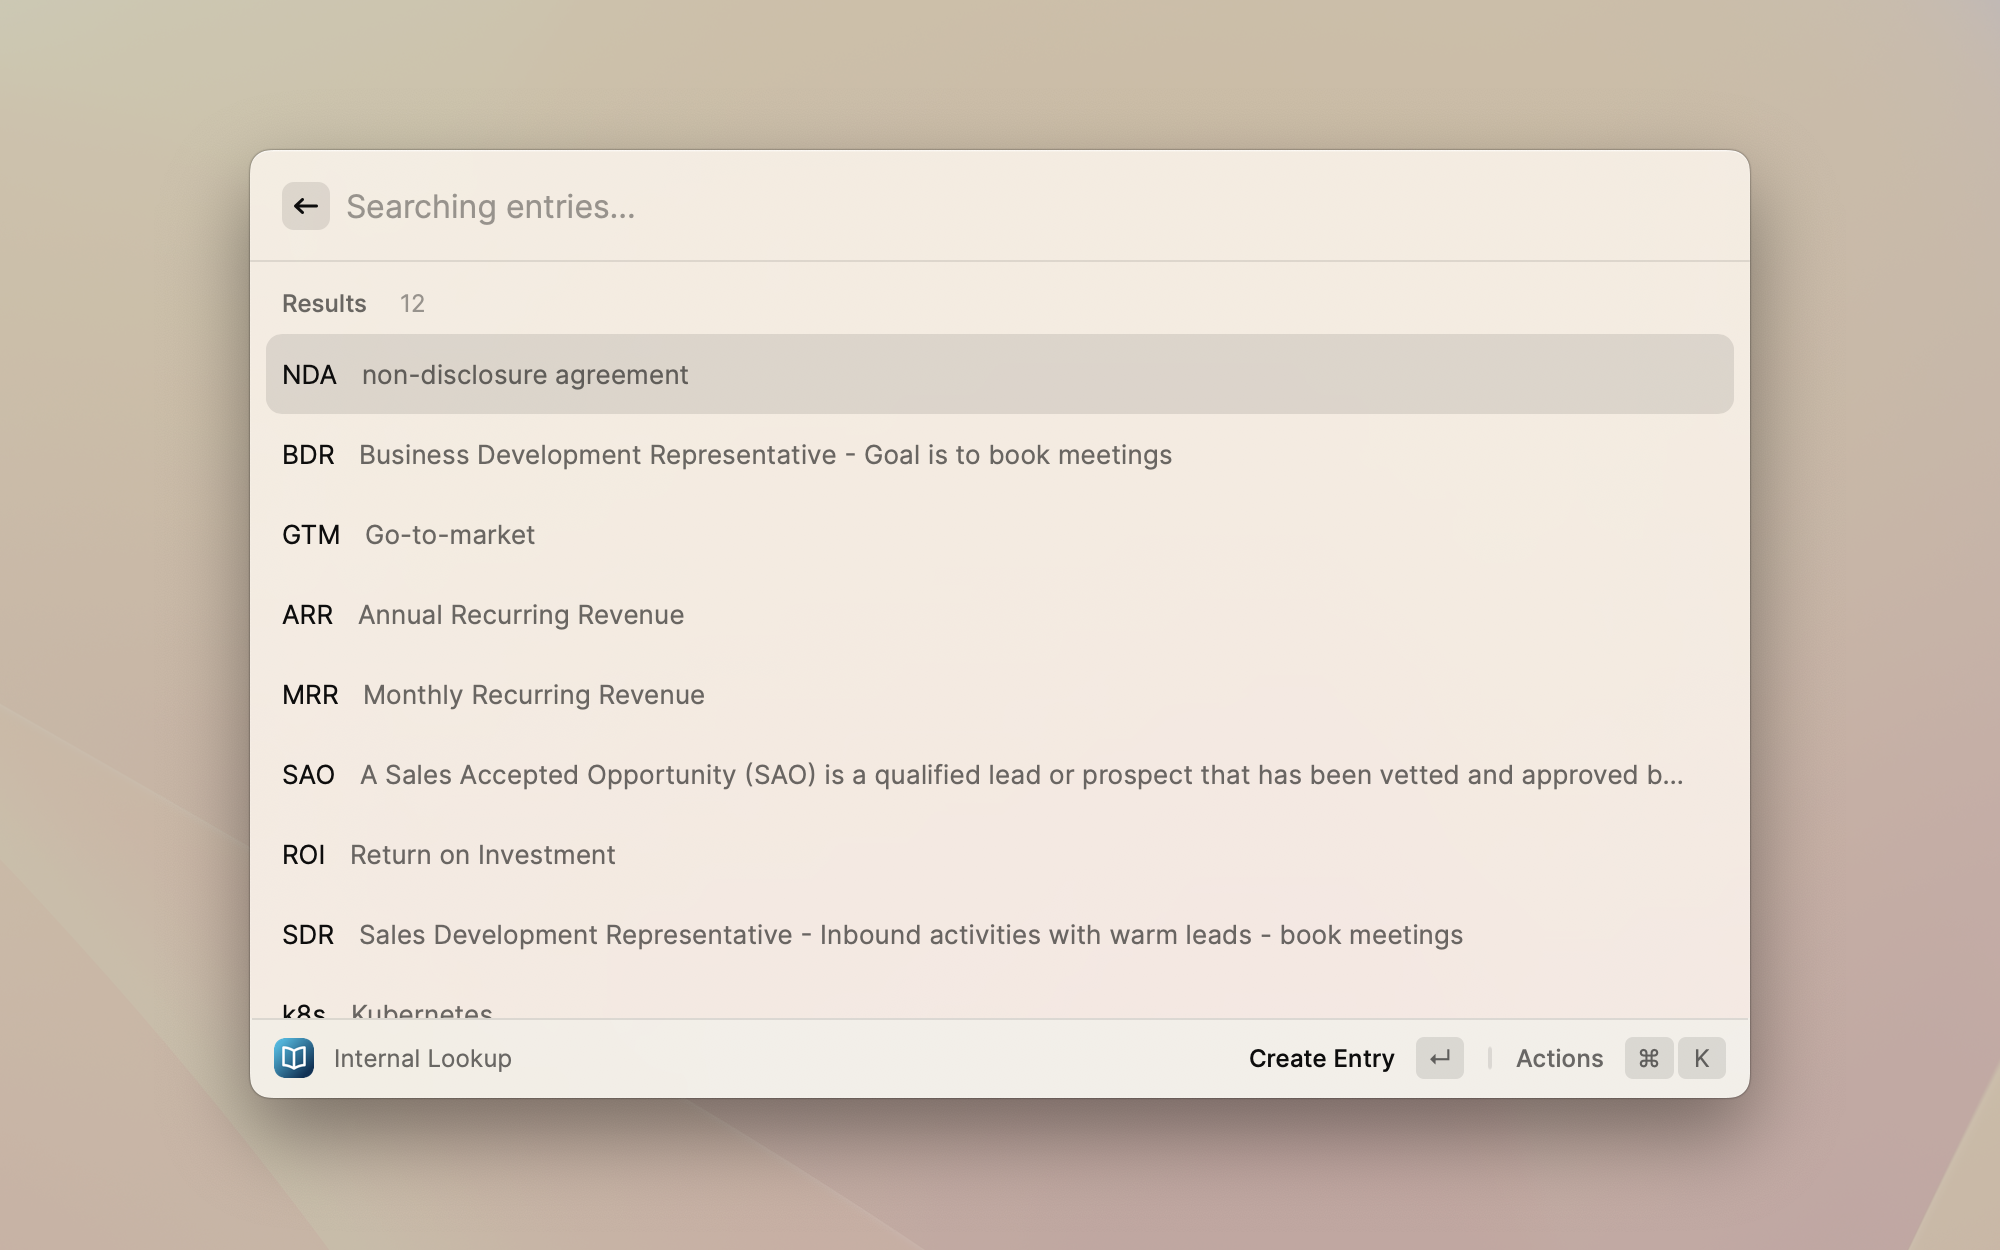 Searching entries...
Results 12
NDA non-disclosure agreement
BDR Business Development Representative - Goal is to book meetings
GTM Go-to-market
ARR Annual Recurring Revenue
MRR Monthly Recurring Revenue
SAO A Sales Accepted Opportunity (SAO) is a qualified lead or prospect that has been vetted and approved b...
ROI Return on Investment
SDR Sales Development Representative - Inbound activities with warm leads - book meetings
k8s Kubernetes
Internal Lookup Create Entry ↵ | Actions ⌘ K